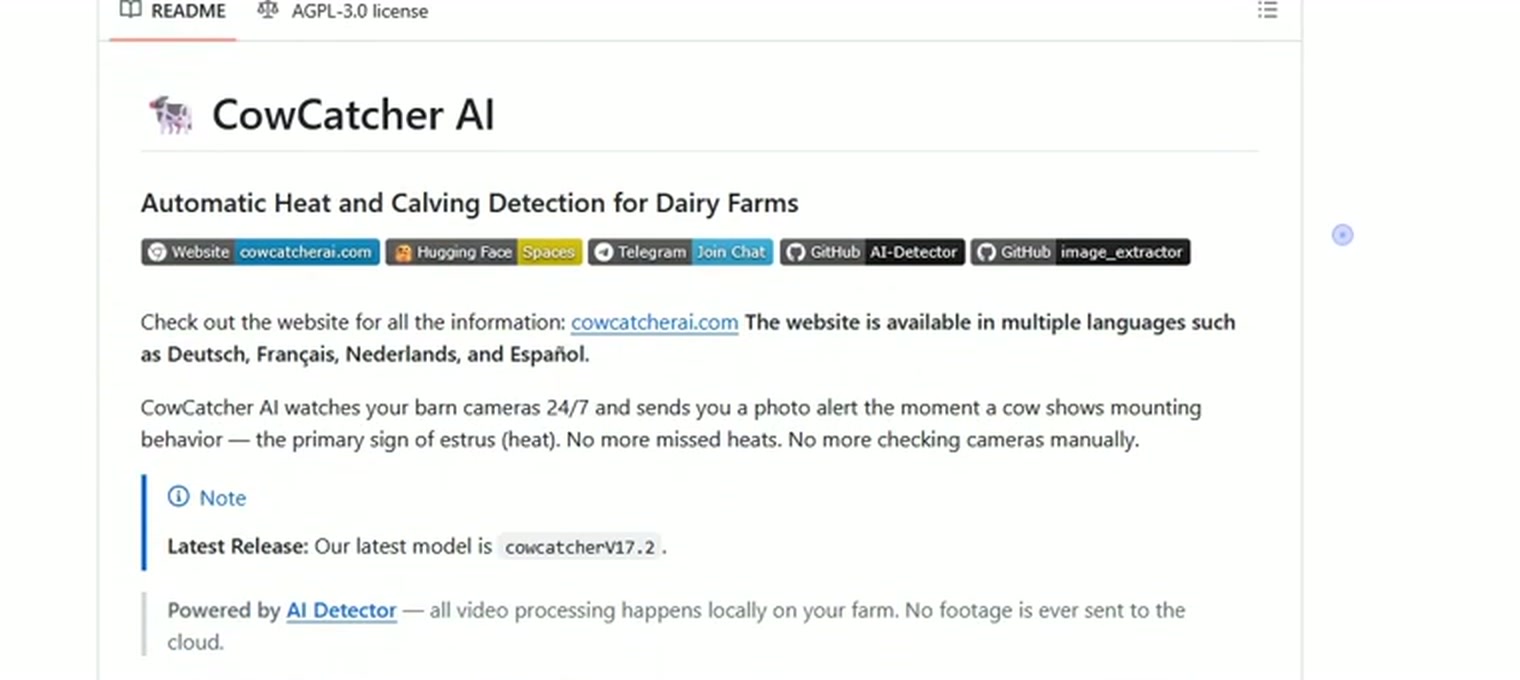 README AGPL-3.0 license
CowCatcher AI
Automatic Heat and Calving Detection for Dairy Farms
Website cowcatcherai.com Hugging Face Spaces Telegram Join Chat GitHub AI-Detector GitHub image_extractor
Check out the website for all the information: cowcatcherai.com The website is available in multiple languages such
as Deutsch, Français, Nederlands, and Español.
CowCatcher AI watches your barn cameras 24/7 and sends you a photo alert the moment a cow shows mounting
behavior — the primary sign of estrus (heat). No more missed heats. No more checking cameras manually.
Note
Latest Release: Our latest model is cowcatcherV17.2.
Powered by AI Detector — all video processing happens locally on your farm. No footage is ever sent to the
cloud.